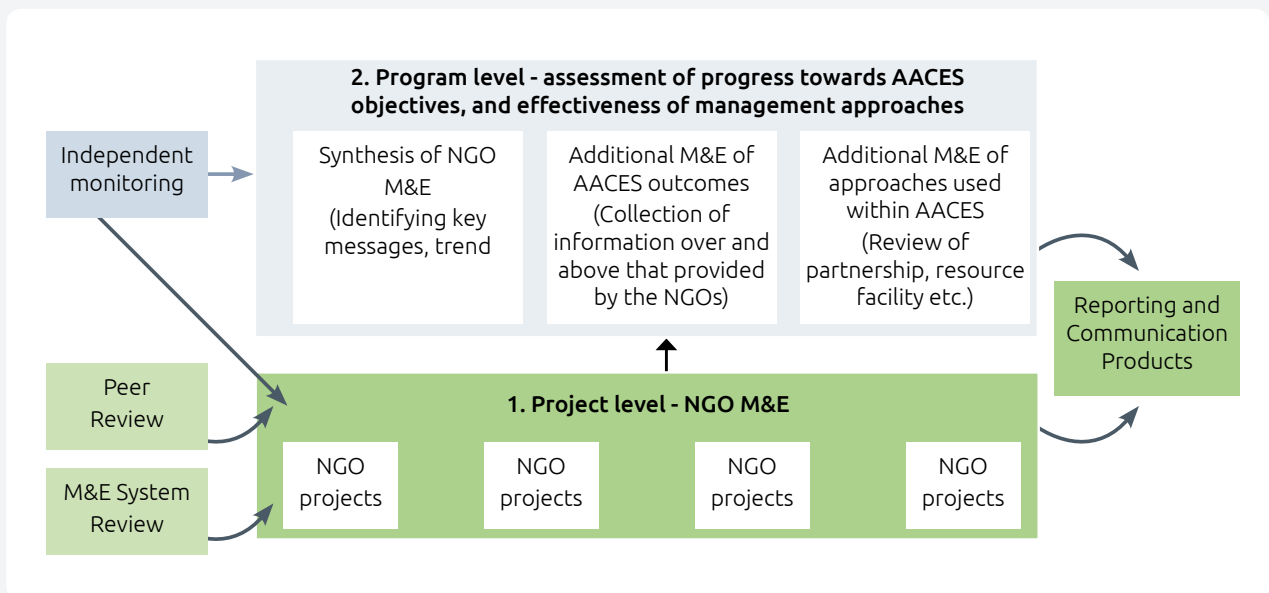 2. Program level - assessment of progress towards AACES
objectives, and effectiveness of management approaches
Independent
monitoring
Synthesis of NGO
M&E
(Identifying key
messages, trend
Additional M&E of
AACES outcomes
(Collection of
information over and
above that provided
by the NGOs)
Additional M&E of
approaches used
within AACES
(Review of
partnership, resource
facility etc.)
Reporting and
Communication
Products
Peer
Review
M&E System
Review
1. Project level - NGO M&E
NGO
projects
NGO
projects
NGO
projects
NGO
projects